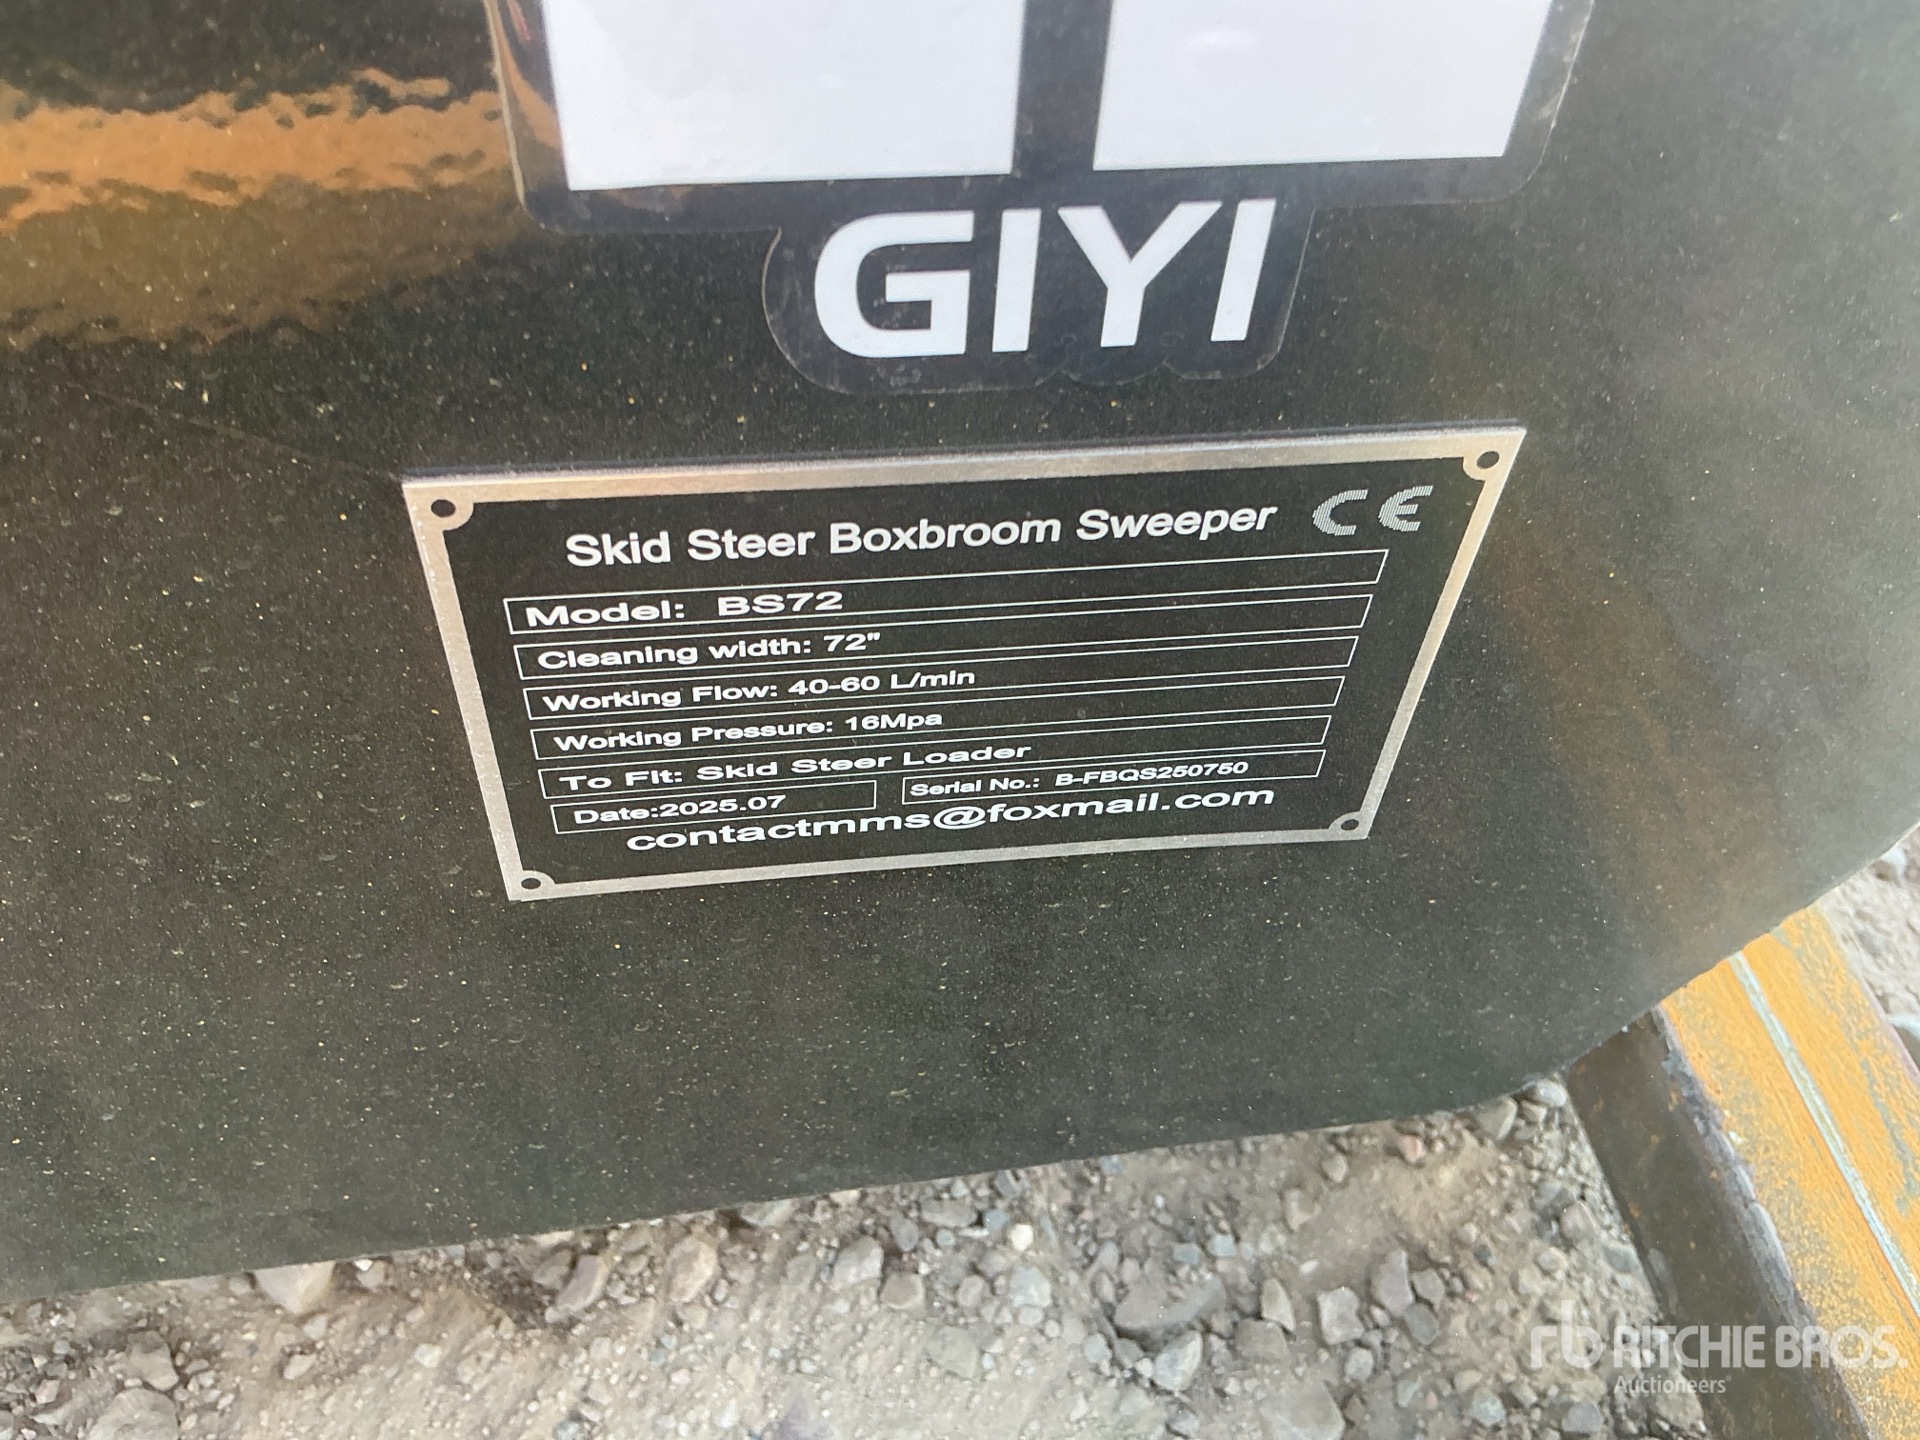 GIYI
Skid Steer Boxbroom Sweeper CE
Model: BS72
Cleaning width: 72"
Working Flow: 40-60 L/min
Working Pressure: 16Mpa
To Fit: Skid Steer Loader
Date:2025.07 Serial No.: B-FBQS250750
contactmms@foxmail.com
rb RITCHIE BROS.
Auctioneers